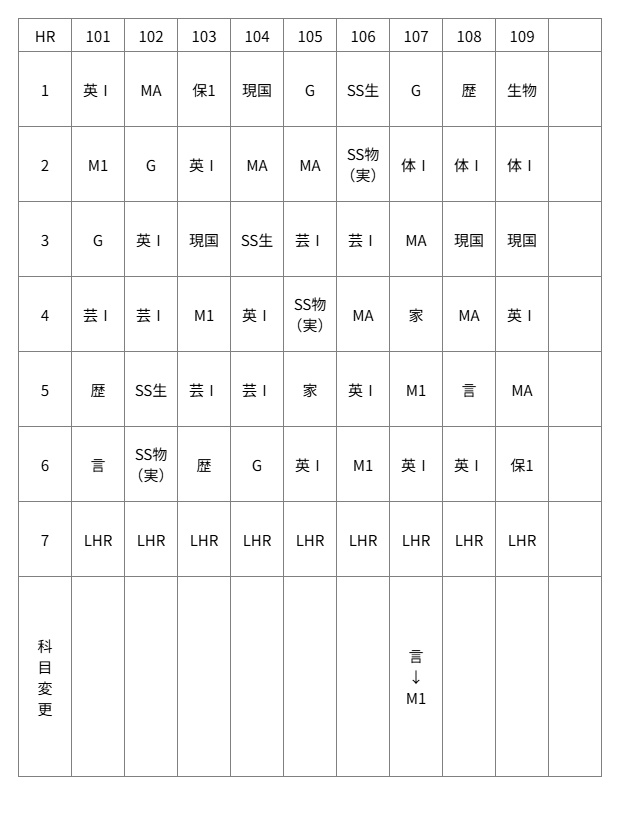 HR 101 102 103 104 105 106 107 108 109
1 英Ⅰ MA 保1 現国 G SS生 G 歴 生物
2 M1 G 英Ⅰ MA MA SS物（実） 体Ⅰ 体Ⅰ 体Ⅰ
3 G 英Ⅰ 現国 SS生 芸Ⅰ 芸Ⅰ MA 現国 現国
4 芸Ⅰ 芸Ⅰ M1 英Ⅰ SS物（実） MA 家 MA 英Ⅰ
5 歴 SS生 芸Ⅰ 芸Ⅰ 家 英Ⅰ M1 言 MA
6 言 SS物（実） 歴 G 英Ⅰ M1 英Ⅰ 英Ⅰ 保1
7 LHR LHR LHR LHR LHR LHR LHR LHR LHR
科目変更 言↓M1